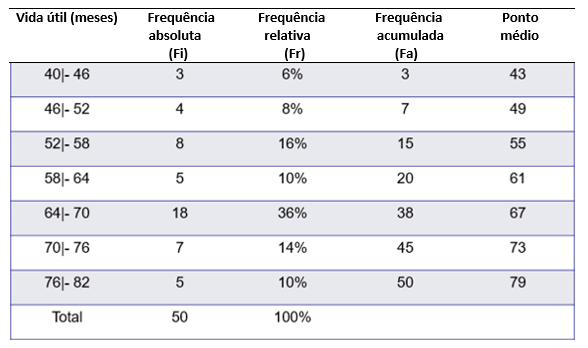 Vida útil (meses) Frequência absoluta (Fi) Frequência relativa (Fr) Frequência acumulada (Fa) Ponto médio
40|- 46 3 6% 3 43
46|- 52 4 8% 7 49
52|- 58 8 16% 15 55
58|- 64 5 10% 20 61
64|- 70 18 36% 38 67
70|- 76 7 14% 45 73
76|- 82 5 10% 50 79
Total 50 100%